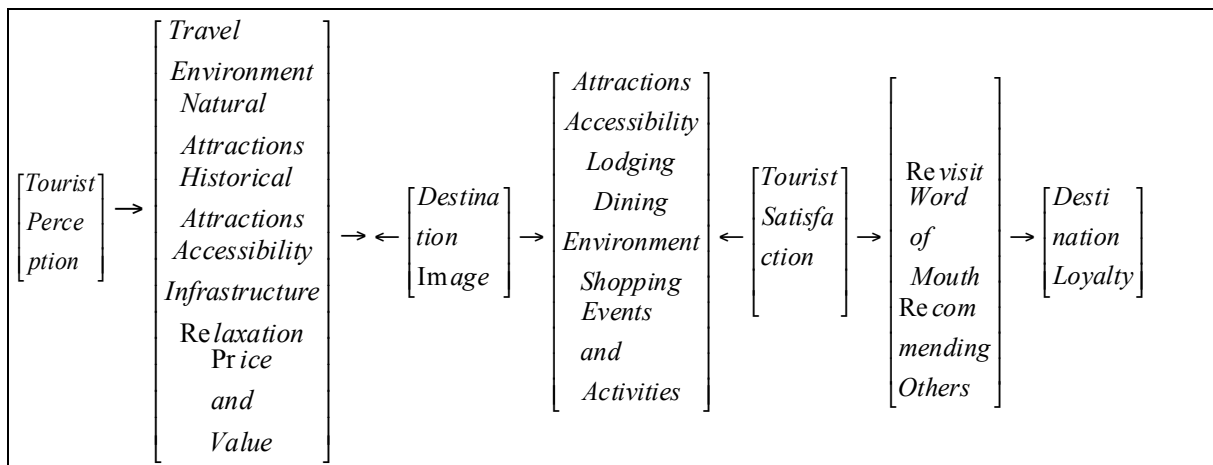 Tourist
Perce
ption
→
Travel
Environment
Natural
Attractions
Historical
Attractions
Accessibility
Infrastructure
Relaxation
Price
and
Value
→ ←
Destina
tion
Image
→
Attractions
Accessibility
Lodging
Dining
Environment
Shopping
Events
and
Activities
←
Tourist
Satisfa
ction
→
Revisit
Word
of
Mouth
Recom
mending
Others
→
Desti
nation
Loyalty